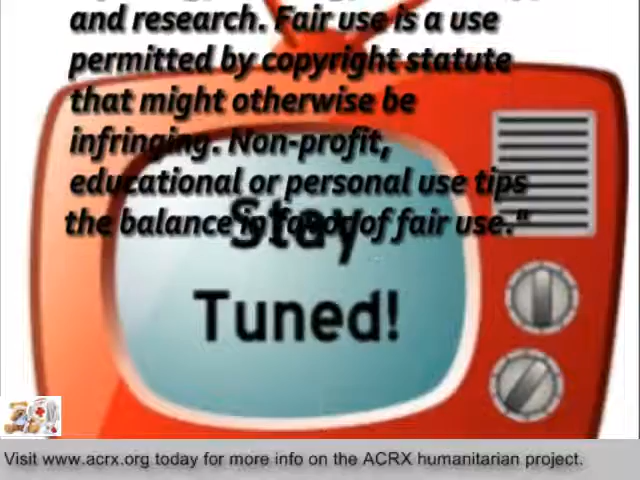 and research. Fair use is a use
permitted by copyright statute
that might otherwise be
infringing. Non-profit,
educational or personal use tips
the balance in favor of fair use."
Stay
Tuned!
Visit www.acrx.org today for more info on the ACRX humanitarian project.